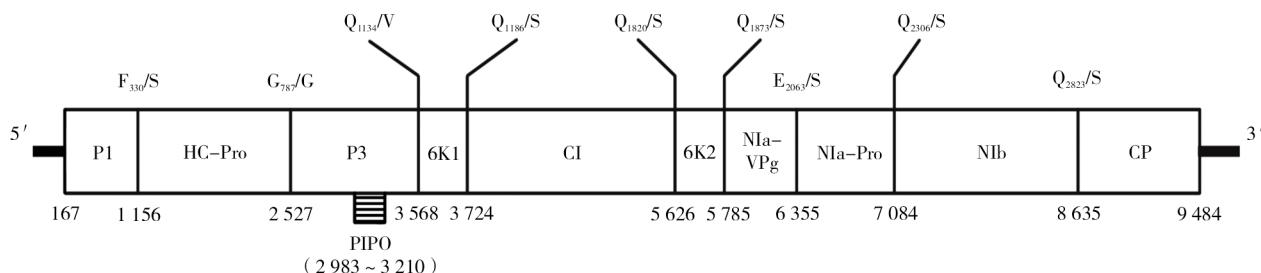 Q1134/V Q1186/S Q1820/S Q1873/S Q2306/S
F330/S G787/G E2063/S Q2823/S
5′ P1 HC-Pro P3 6K1 CI 6K2 NIa-VPg NIa-Pro NIb CP 3′
167 1 156 2 527 3 568 3 724 5 626 5 785 6 355 7 084 8 635 9 484
PIPO
( 2 983 ~ 3 210 )